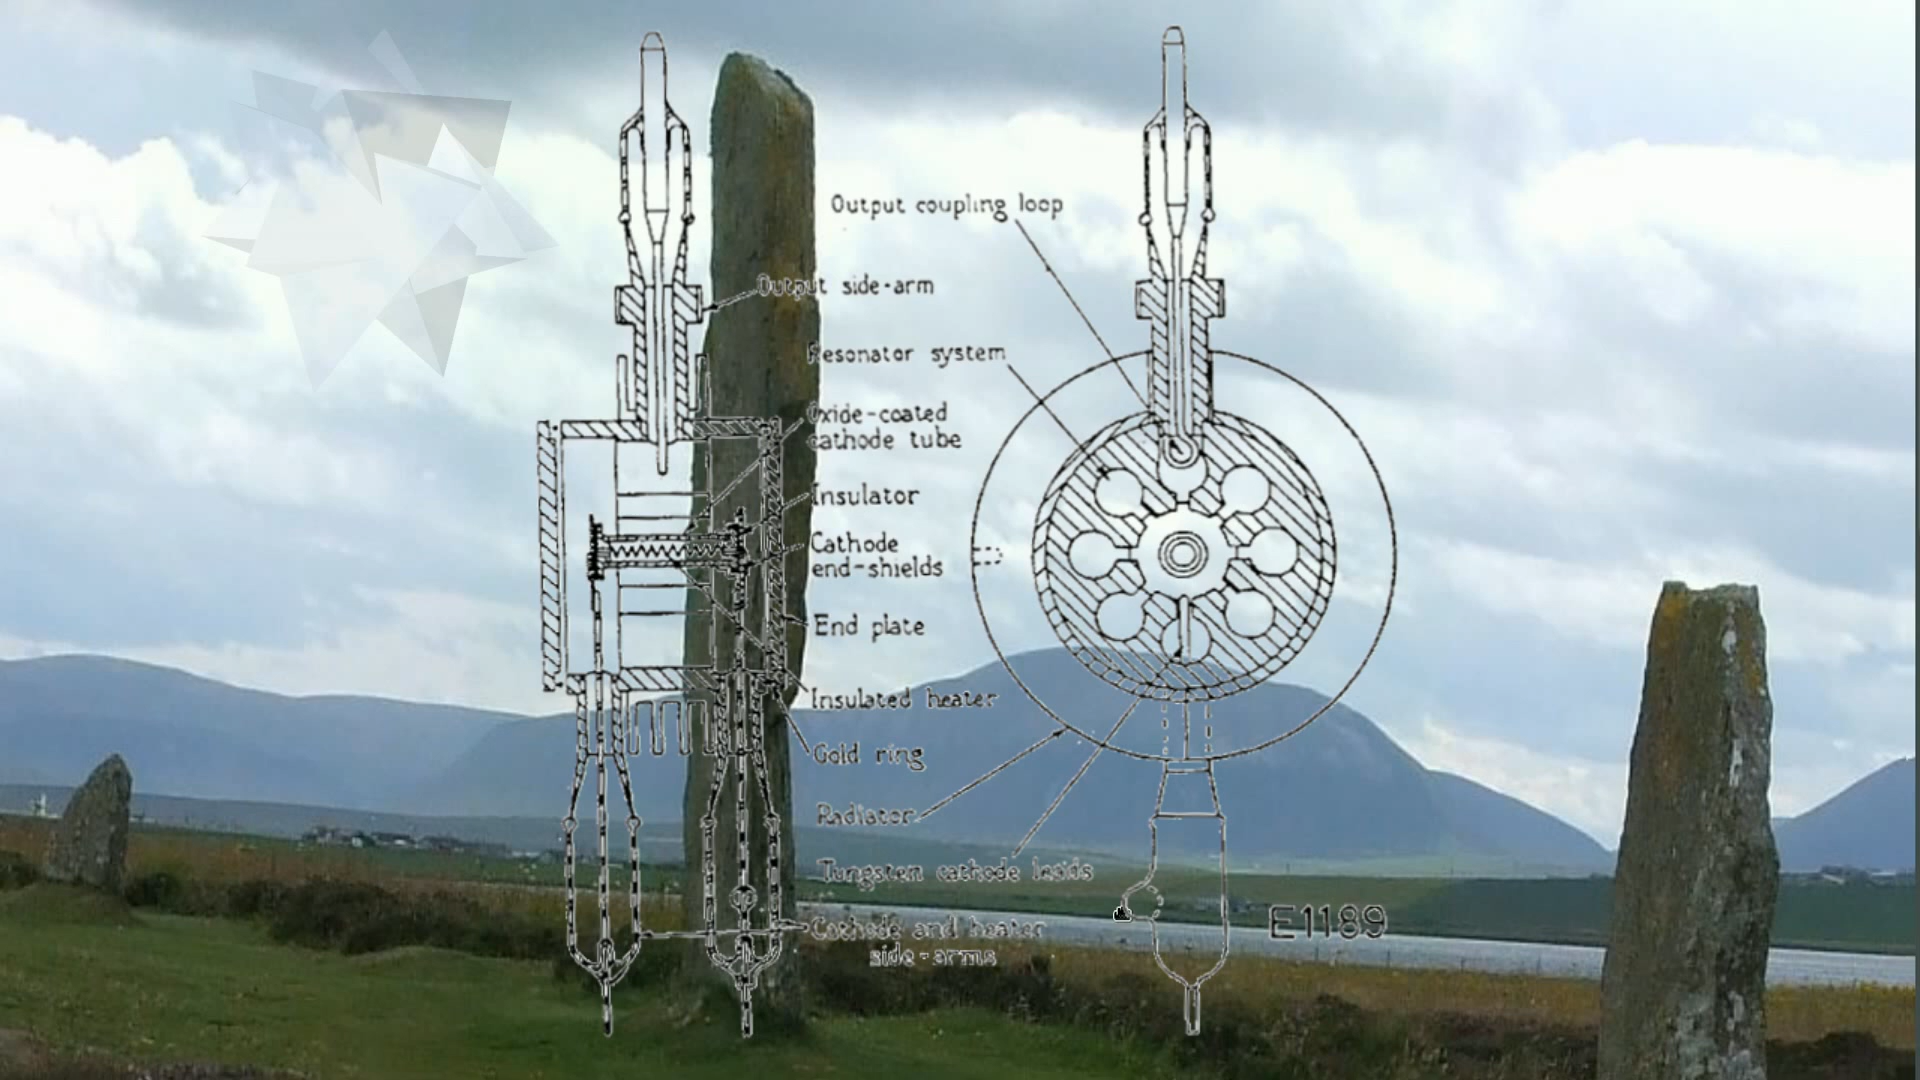 Output coupling loop
Output side-arm
Resonator system
Oxide-coated
cathode tube
Insulator
Cathode
end-shields
End plate
Insulated heater
Gold ring
Radiator
Tungsten cathode leads
Cathode and heater
side-arms
E1189